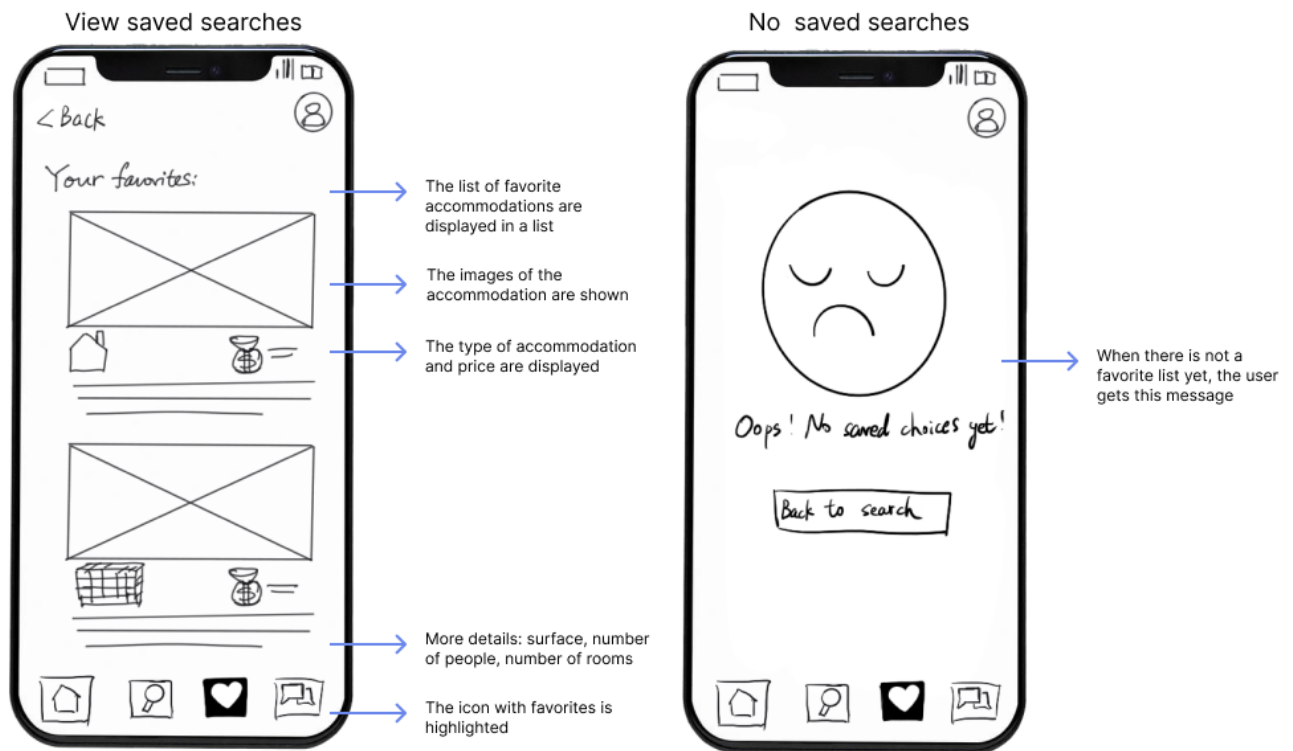 View saved searches
< Back
Your favorites:
The list of favorite
accommodations are
displayed in a list
The images of the
accommodation are shown
$
The type of accommodation
and price are displayed
$
More details: surface, number
of people, number of rooms
The icon with favorites is
highlighted
No saved searches
Oops! No saved choices yet!
Back to search
When there is not a
favorite list yet, the user
gets this message